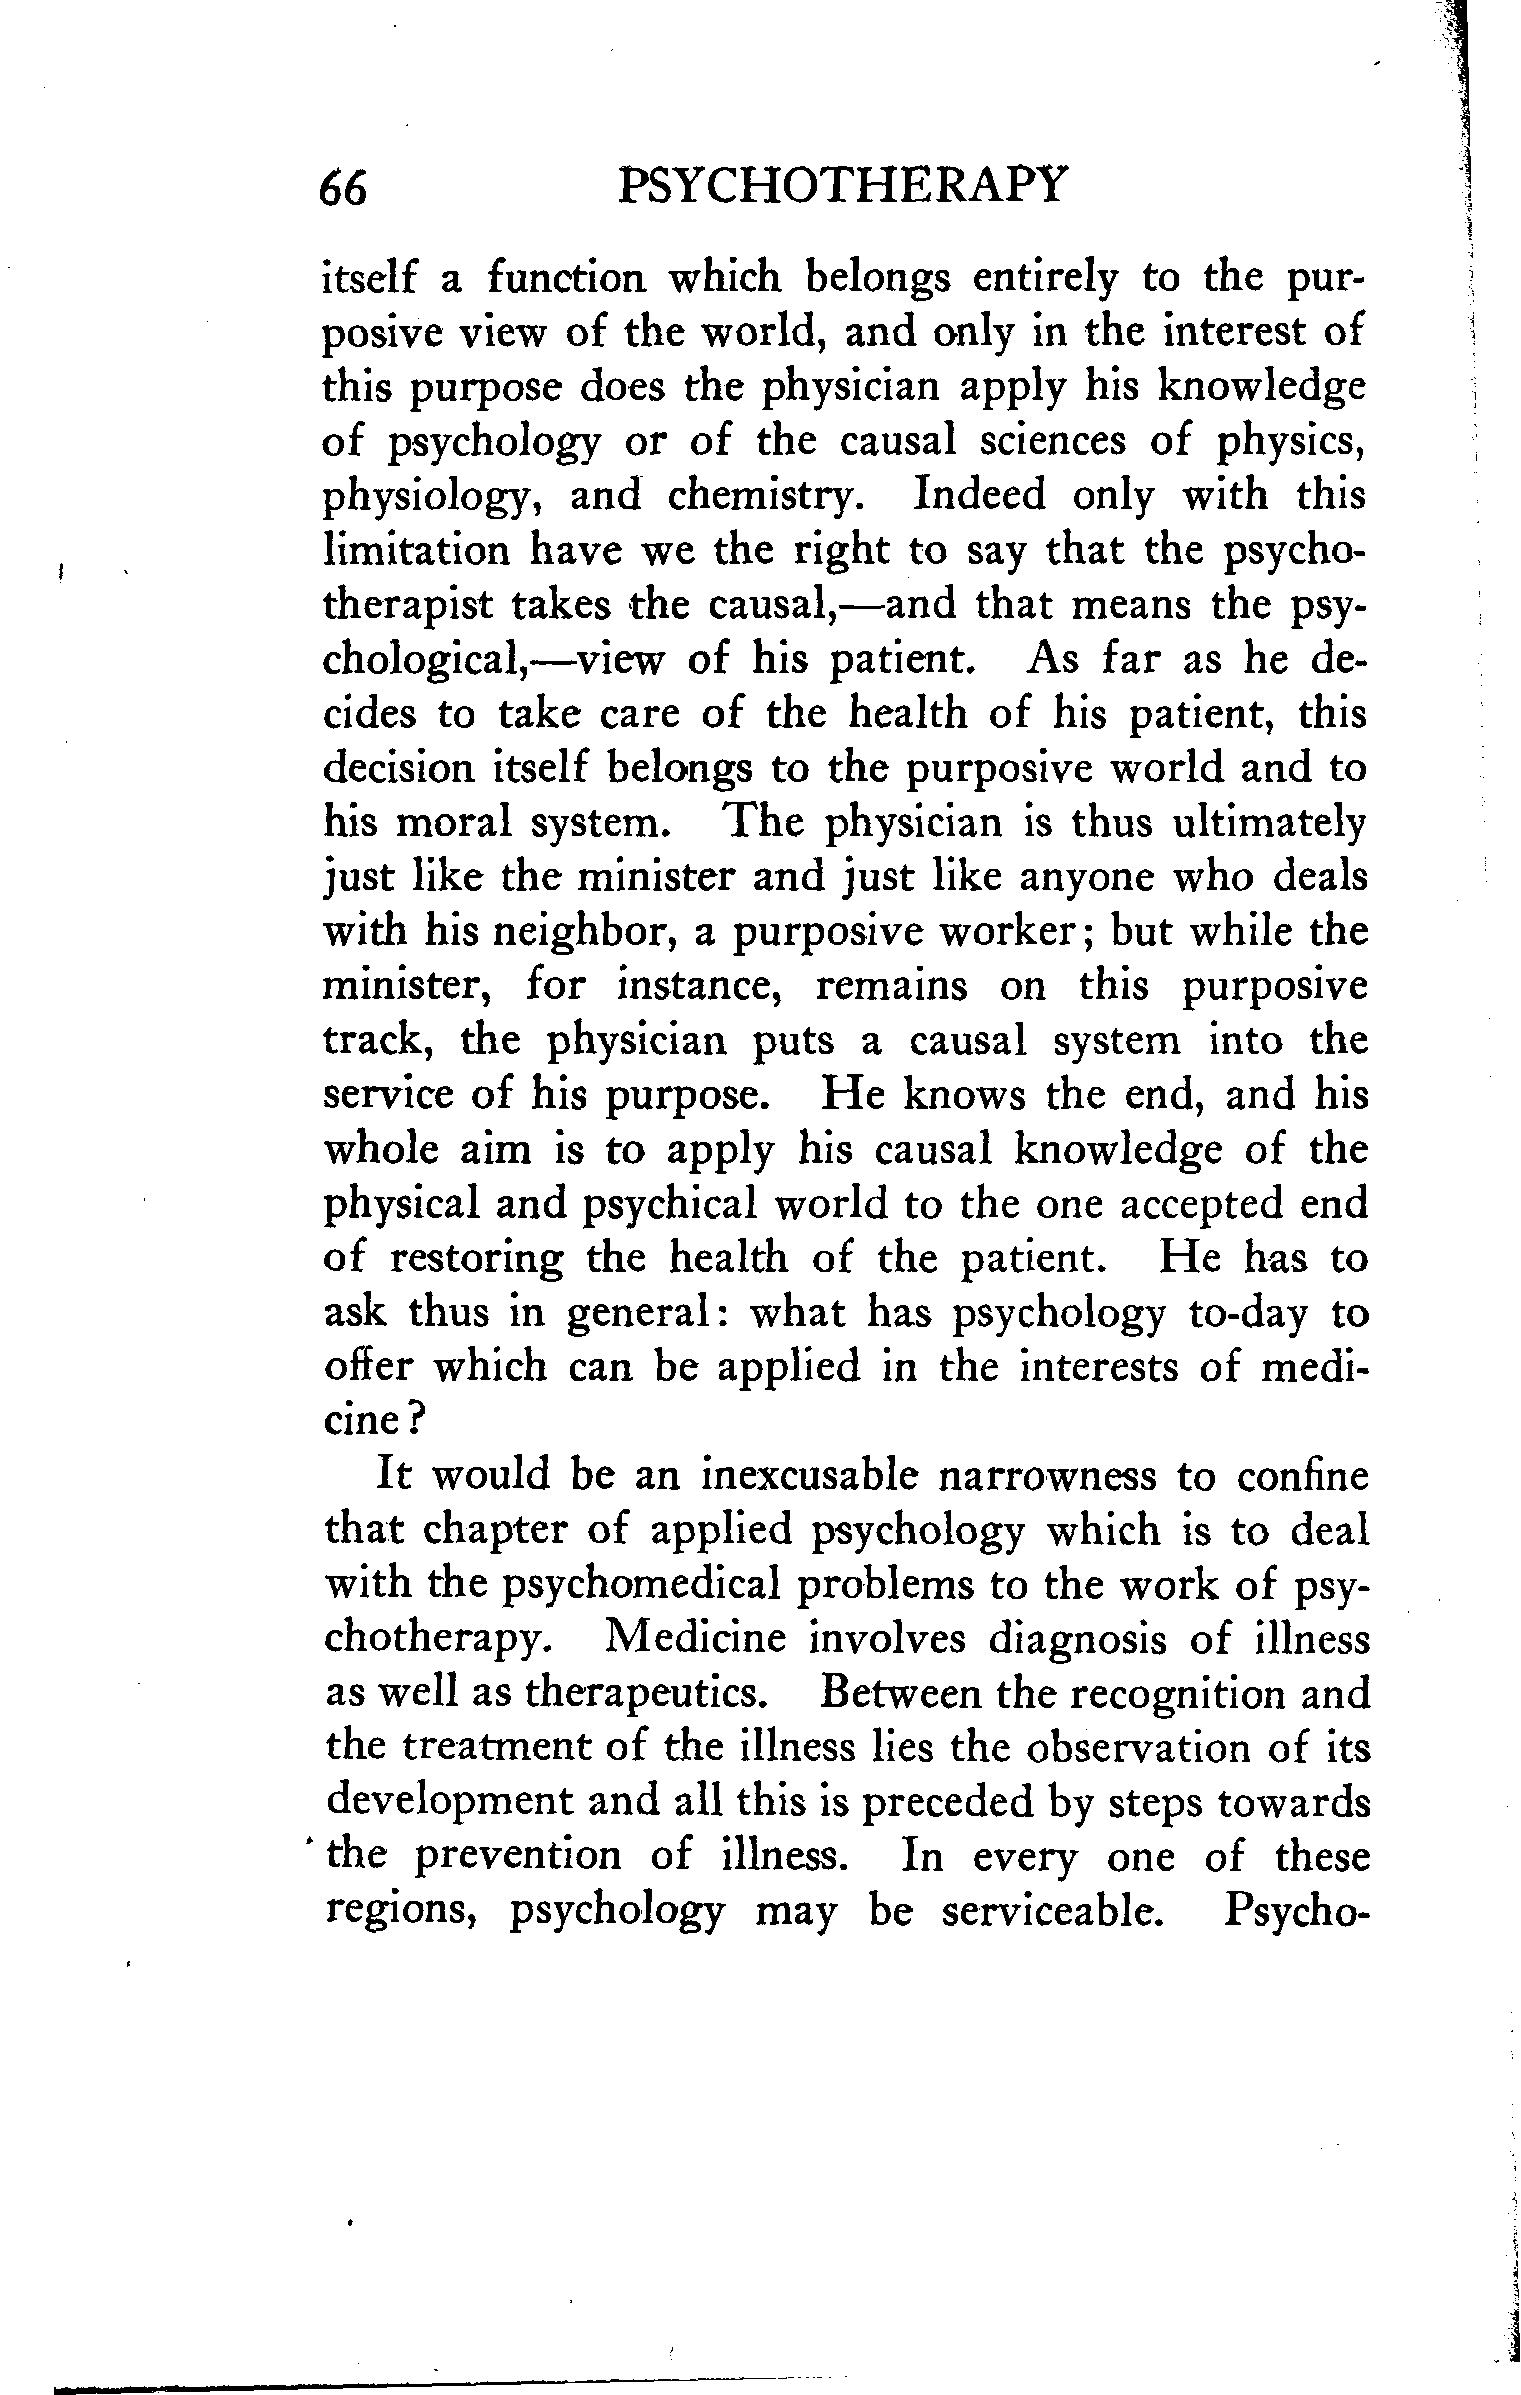 66 PSYCHOTHERAPY
itself a function which belongs entirely to the pur-
posive view of the world, and only in the interest of
this purpose does the physician apply his knowledge
of psychology or of the causal sciences of physics,
physiology, and chemistry. Indeed only with this
limitation have we the right to say that the psycho-
therapist takes the causal,—and that means the psy-
chological,—view of his patient. As far as he de-
cides to take care of the health of his patient, this
decision itself belongs to the purposive world and to
his moral system. The physician is thus ultimately
just like the minister and just like anyone who deals
with his neighbor, a purposive worker; but while the
minister, for instance, remains on this purposive
track, the physician puts a causal system into the
service of his purpose. He knows the end, and his
whole aim is to apply his causal knowledge of the
physical and psychical world to the one accepted end
of restoring the health of the patient. He has to
ask thus in general: what has psychology to-day to
offer which can be applied in the interests of medi-
cine?
It would be an inexcusable narrowness to confine
that chapter of applied psychology which is to deal
with the psychomedical problems to the work of psy-
chotherapy. Medicine involves diagnosis of illness
as well as therapeutics. Between the recognition and
the treatment of the illness lies the observation of its
development and all this is preceded by steps towards
the prevention of illness. In every one of these
regions, psychology may be serviceable. Psycho-